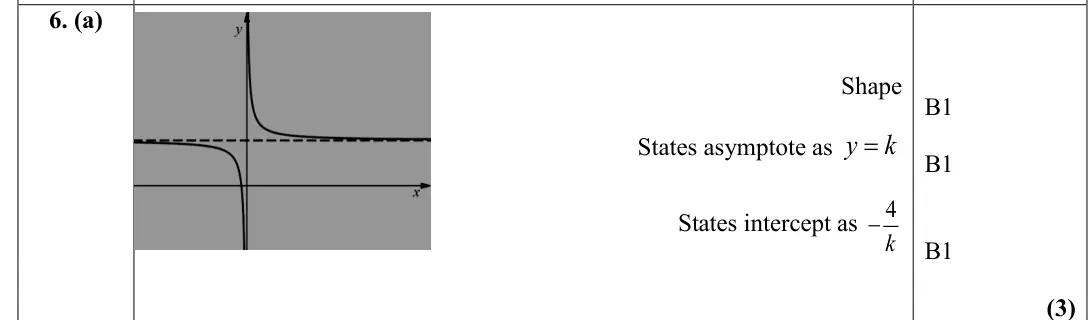 6. (a)
y
x
Shape
B1
States asymptote as y = k
B1
States intercept as −4/k
B1
(3)